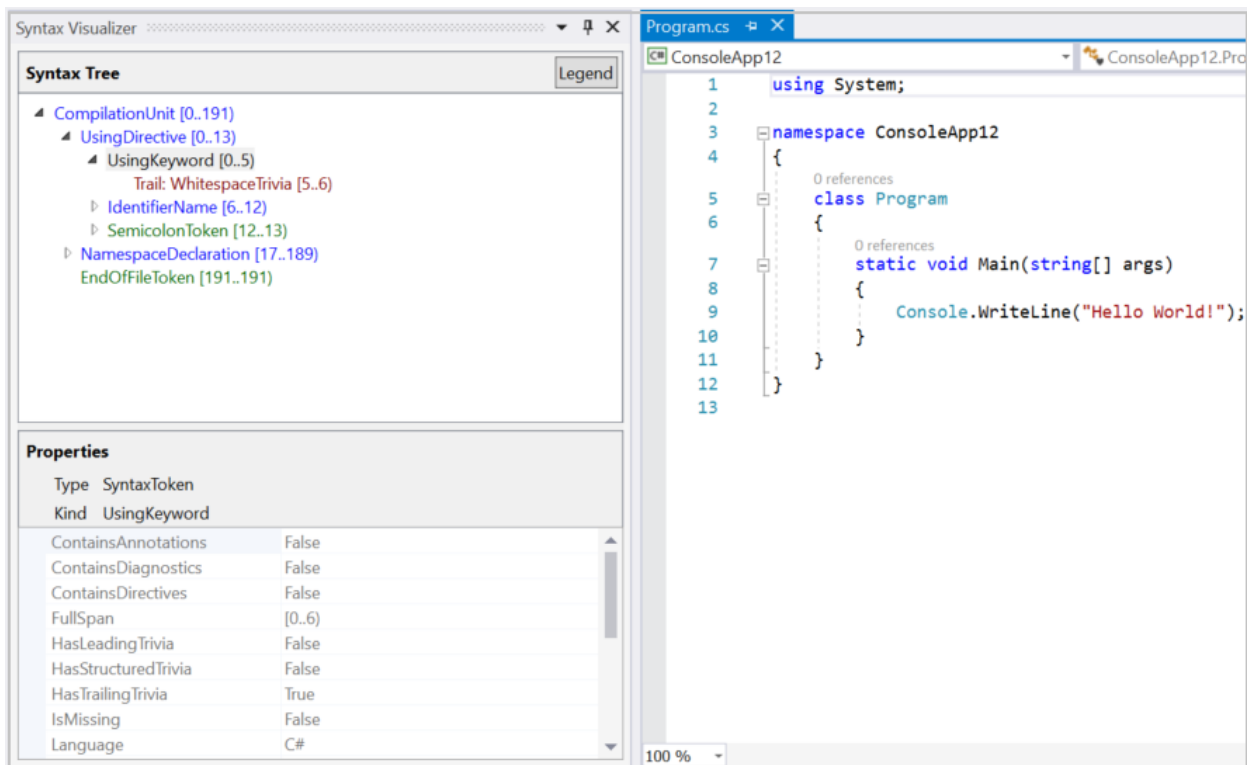 Syntax Visualizer
Syntax Tree
Legend
CompilationUnit [0..191)
UsingDirective [0..13)
UsingKeyword [0..5)
Trail: WhitespaceTrivia [5..6)
IdentifierName [6..12)
SemicolonToken [12..13)
NamespaceDeclaration [17..189)
EndOfFileToken [191..191)
Properties
Type SyntaxToken
Kind UsingKeyword
ContainsAnnotations False
ContainsDiagnostics False
ContainsDirectives False
FullSpan [0..6)
HasLeadingTrivia False
HasStructuredTrivia False
HasTrailingTrivia True
IsMissing False
Language C#
Program.cs
C# ConsoleApp12 ConsoleApp12.Pro
1 using System;
2
3 namespace ConsoleApp12
4 {
0 references
5 class Program
6 {
0 references
7 static void Main(string[] args)
8 {
9 Console.WriteLine("Hello World!");
10 }
11 }
12 }
13
100 %